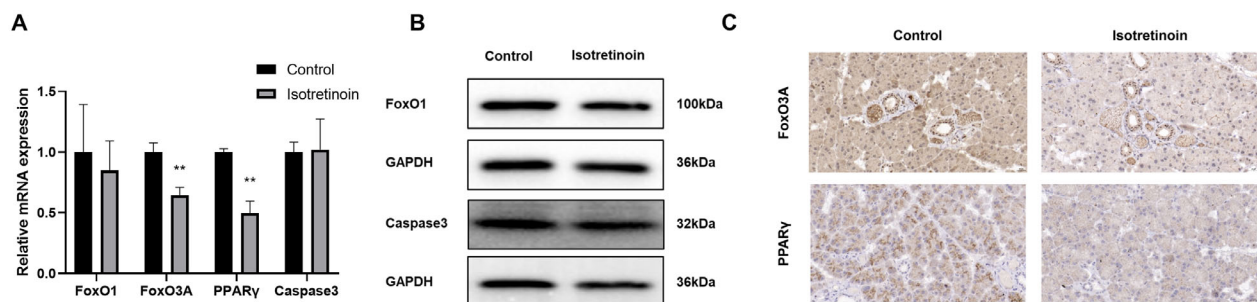 A
Control
Isotretinoin
Relative mRNA expression
1.5
1.0
0.5
0.0
**
**
FoxO1 FoxO3A PPARγ Caspase3
B
Control Isotretinoin
FoxO1 100kDa
GAPDH 36kDa
Caspase3 32kDa
GAPDH 36kDa
C
Control Isotretinoin
FoxO3A
PPARγ